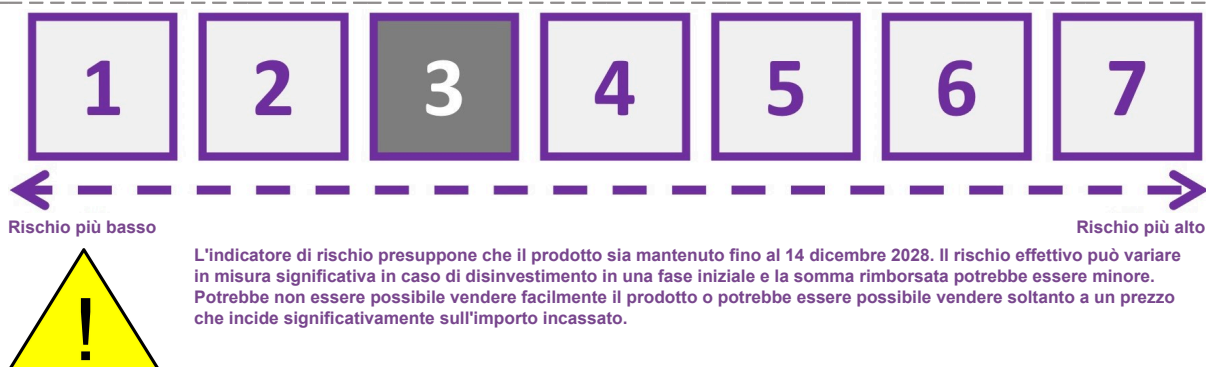 1 2 3 4 5 6 7
Rischio più basso Rischio più alto
L'indicatore di rischio presuppone che il prodotto sia mantenuto fino al 14 dicembre 2028. Il rischio effettivo può variare
in misura significativa in caso di disinvestimento in una fase iniziale e la somma rimborsata potrebbe essere minore.
Potrebbe non essere possibile vendere facilmente il prodotto o potrebbe essere possibile vendere soltanto a un prezzo
che incide significativamente sull'importo incassato.
!